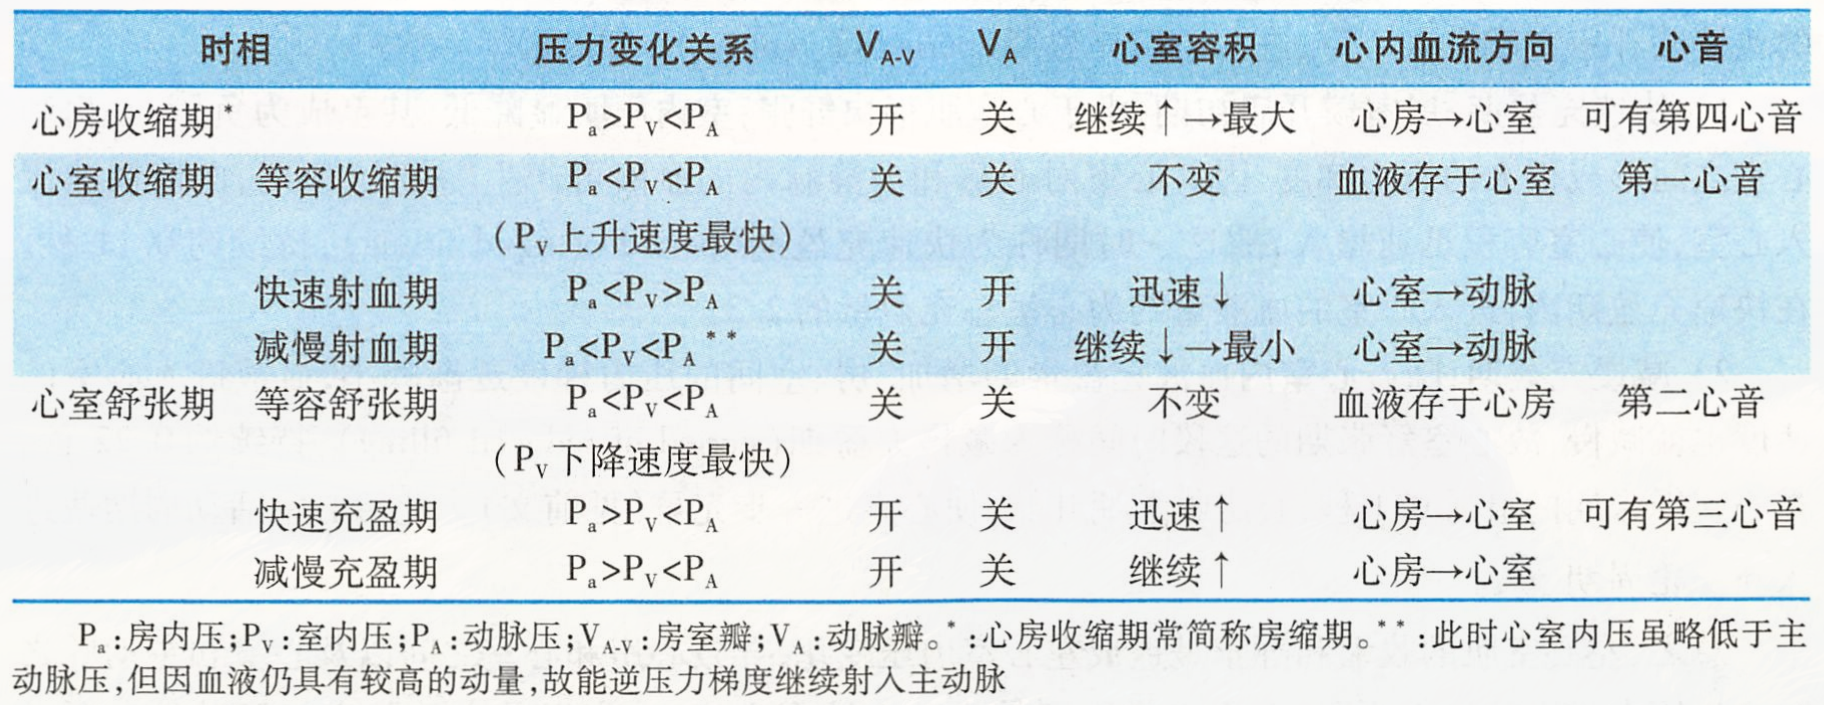 时相 压力变化关系 V_A-V V_A 心室容积 心内血流方向 心音
心房收缩期 P_a>P_V<P_A 开 关 继续↑→最大 心房→心室 可有第四心音
心室收缩期 等容收缩期 P_a<P_V<P_A 关 关 不变 血液存于心室 第一心音
(P_V上升速度最快)
快速射血期 P_a<P_V>P_A 关 开 迅速↓ 心室→动脉
减慢射血期 P_a<P_V<P_A** 关 开 继续↓→最小 心室→动脉
心室舒张期 等容舒张期 P_a<P_V<P_A 关 关 不变 血液存于心房 第二心音
(P_V下降速度最快)
快速充盈期 P_a>P_V<P_A 开 关 迅速↑ 心房→心室 可有第三心音
减慢充盈期 P_a>P_V<P_A 开 关 继续↑ 心房→心室
P_a:房内压;P_V:室内压;P_A:动脉压;V_A-V:房室瓣;V_A:动脉瓣。*:心房收缩期常简称房缩期。**:此时心室内压虽略低于主
动脉压,但因血液仍具有较高的动量,故能逆压力梯度继续射入主动脉